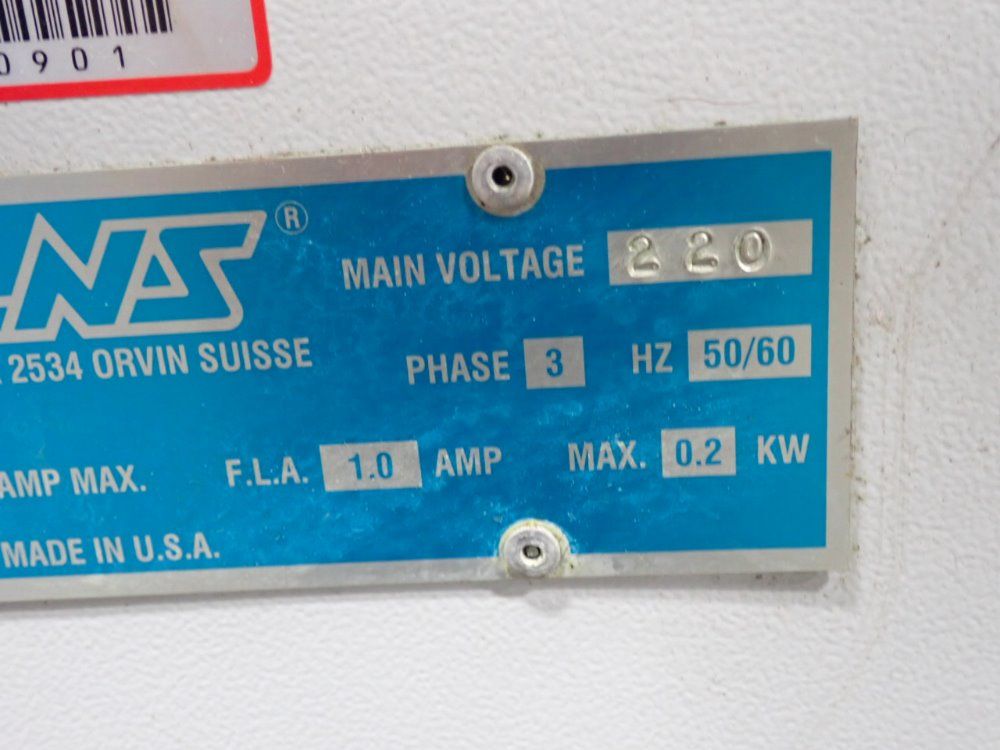 0901
LNS®
MAIN VOLTAGE 220
2534 ORVIN SUISSE
PHASE 3 HZ 50/60
AMP MAX. F.L.A. 1.0 AMP MAX. 0.2 KW
MADE IN U.S.A.